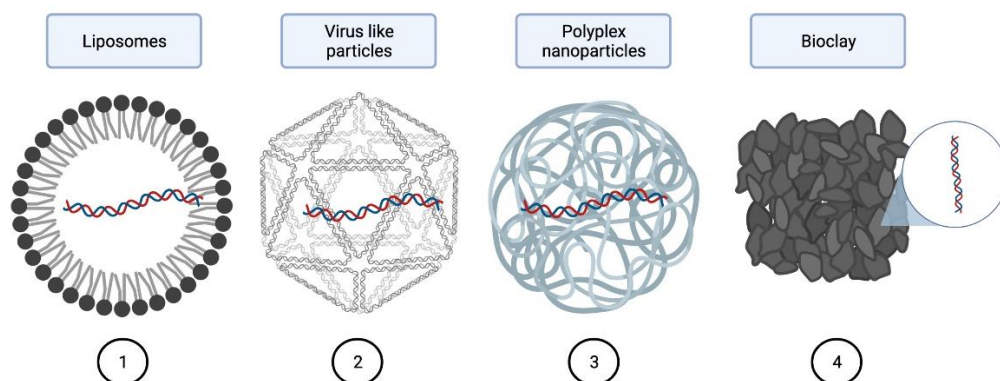 Liposomes
Virus like
particles
Polyplex
nanoparticles
Bioclay
1
2
3
4